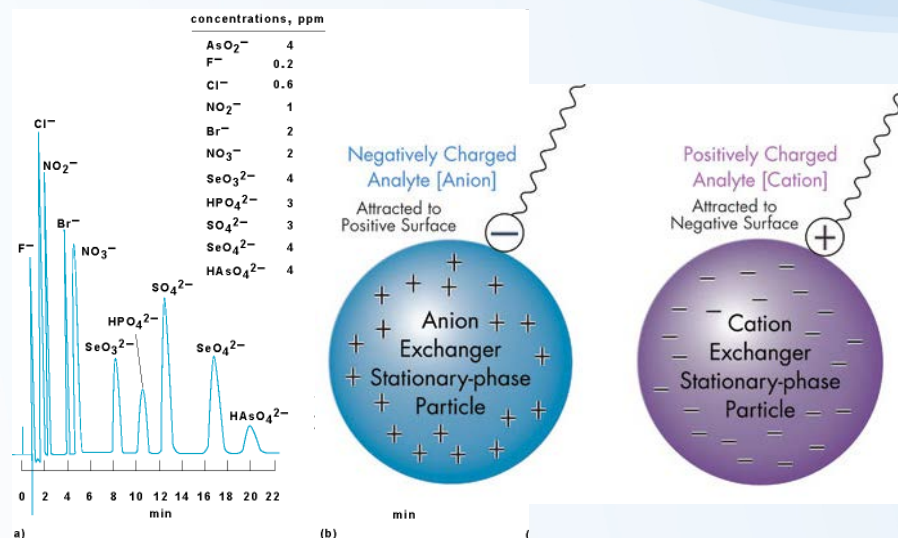 concentrations, ppm
AsO₂⁻ 4
F⁻ 0.2
Cl⁻ 0.6
NO₂⁻ 1
Br⁻ 2
NO₃⁻ 2
SeO₃²⁻ 4
HPO₄²⁻ 3
SO₄²⁻ 3
SeO₄²⁻ 4
HAsO₄²⁻ 4
Cl⁻
NO₂⁻
Br⁻
F⁻
NO₃⁻
SO₄²⁻
HPO₄²⁻
SeO₃²⁻
SeO₄²⁻
HAsO₄²⁻
0 2 4 6 8 10 12 14 16 18 20 22
min
a)
Negatively Charged
Analyte [Anion]
Attracted to
Positive Surface
−
+ + + + + + + + + + + + + + + + + + +
Anion
Exchanger
Stationary-phase
Particle
(b)
min
Positively Charged
Analyte [Cation]
Attracted to
Negative Surface
+
Cation
Exchanger
Stationary-phase
Particle
(